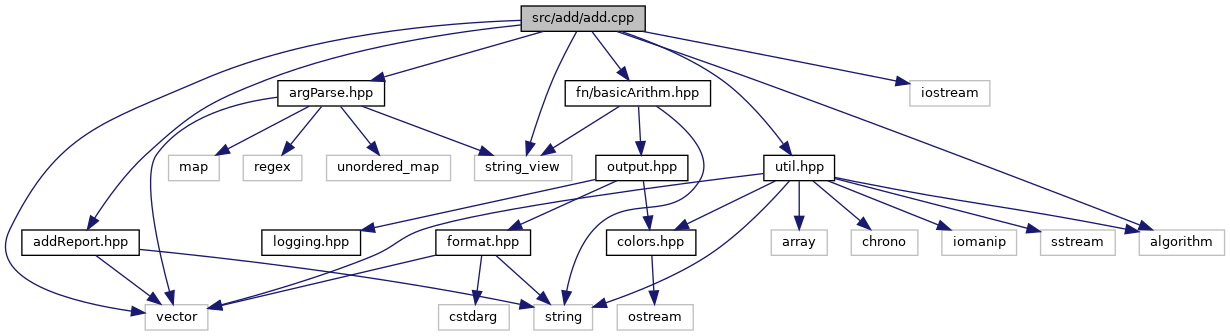 src/add/add.cpp
argParse.hpp
fn/basicArithm.hpp
iostream
map
regex
unordered_map
string_view
output.hpp
util.hpp
addReport.hpp
logging.hpp
format.hpp
colors.hpp
array
chrono
iomanip
sstream
algorithm
vector
cstdarg
string
ostream